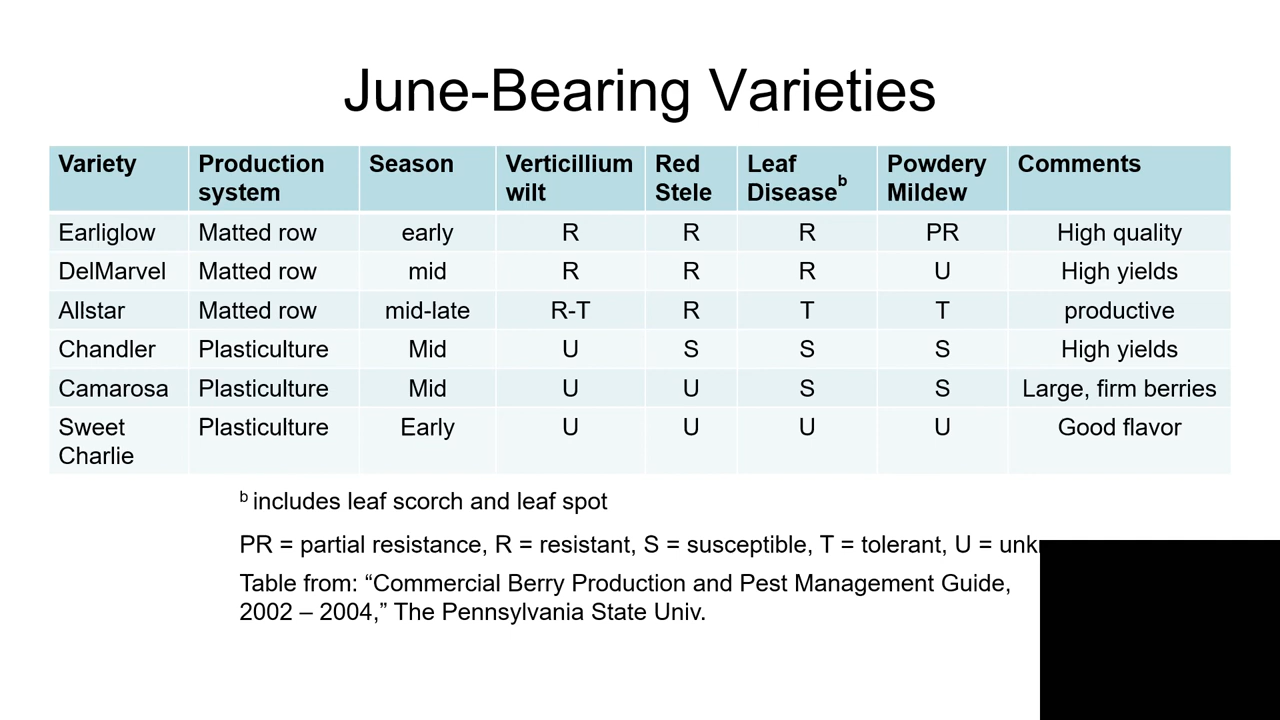 June-Bearing Varieties
Variety Production system Season Verticillium wilt Red Stele Leaf Disease b Powdery Mildew Comments
Earliglow Matted row early R R R PR High quality
DelMarvel Matted row mid R R R U High yields
Allstar Matted row mid-late R-T R T T productive
Chandler Plasticulture Mid U S S S High yields
Camarosa Plasticulture Mid U U S S Large, firm berries
Sweet Charlie Plasticulture Early U U U U Good flavor
b includes leaf scorch and leaf spot
PR = partial resistance, R = resistant, S = susceptible, T = tolerant, U =
Table from: “Commercial Berry Production and Pest Management Guide,
2002 – 2004,” The Pennsylvania State Univ.